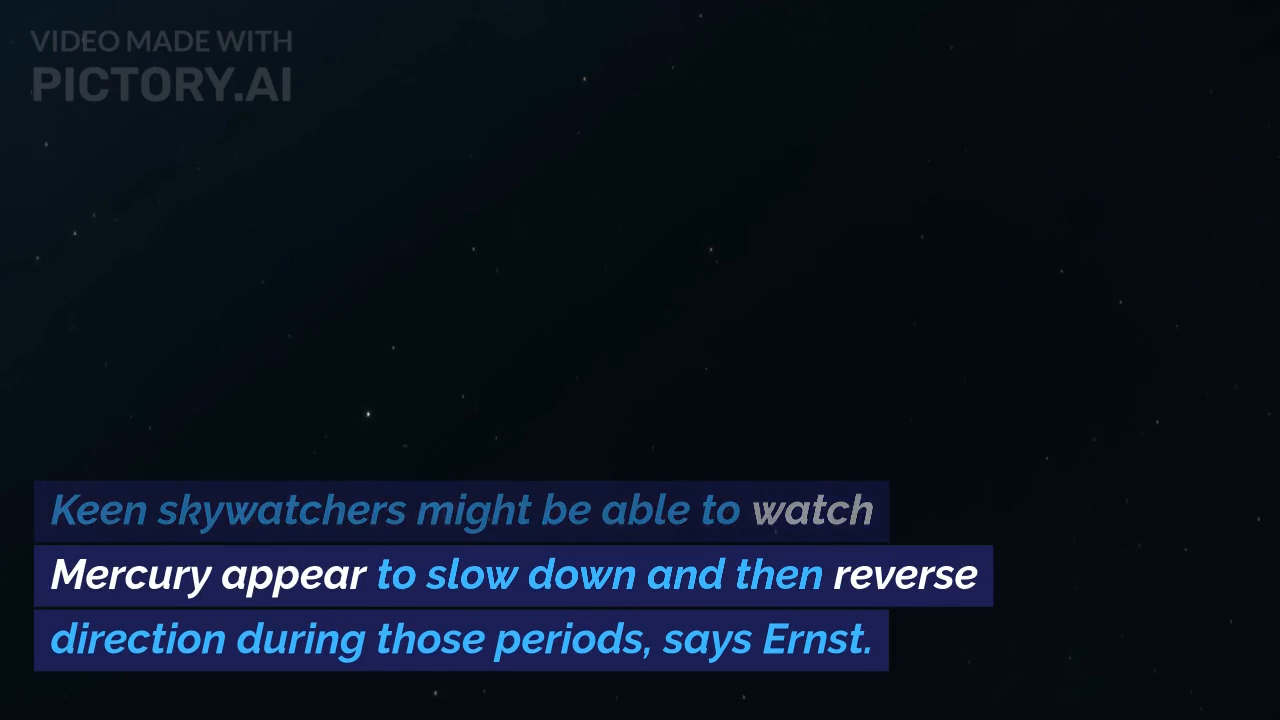 VIDEO MADE WITH
PICTORY.AI
Keen skywatchers might be able to watch
Mercury appear to slow down and then reverse
direction during those periods, says Ernst.